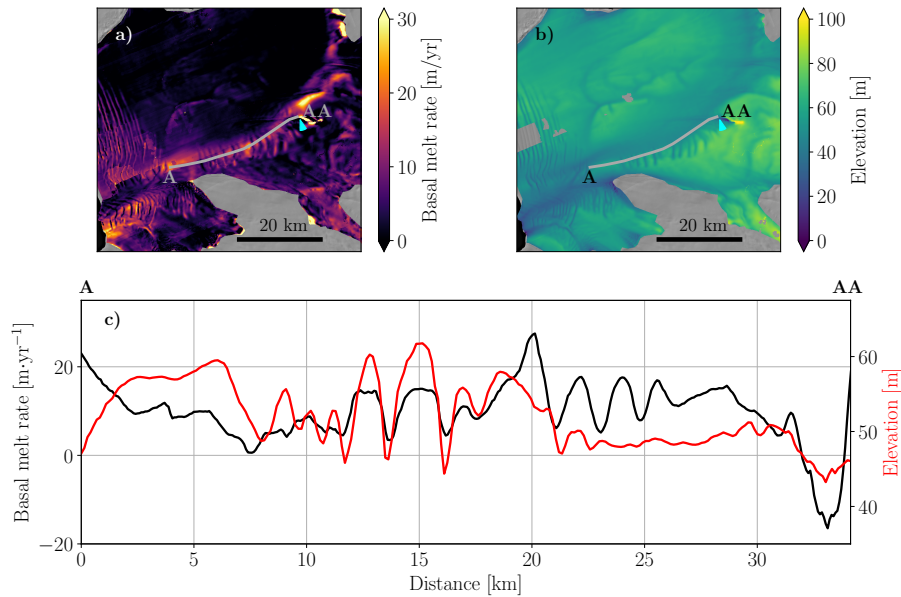 a)
AA
A
20 km
30
20
10
0
Basal melt rate [m/yr]
b)
AA
A
20 km
100
80
60
40
20
0
Elevation [m]
A
AA
c)
20
0
−20
Basal melt rate [m·yr⁻¹]
60
50
40
Elevation [m]
0
5
10
15
20
25
30
Distance [km]